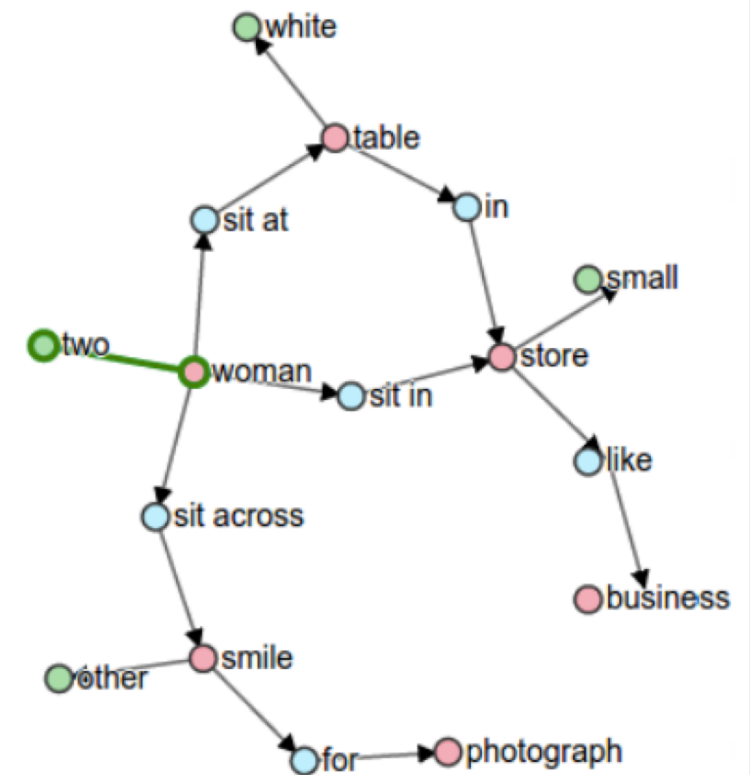 white
table
in
sit at
small
two
woman
store
sit in
like
sit across
business
smile
other
for
photograph